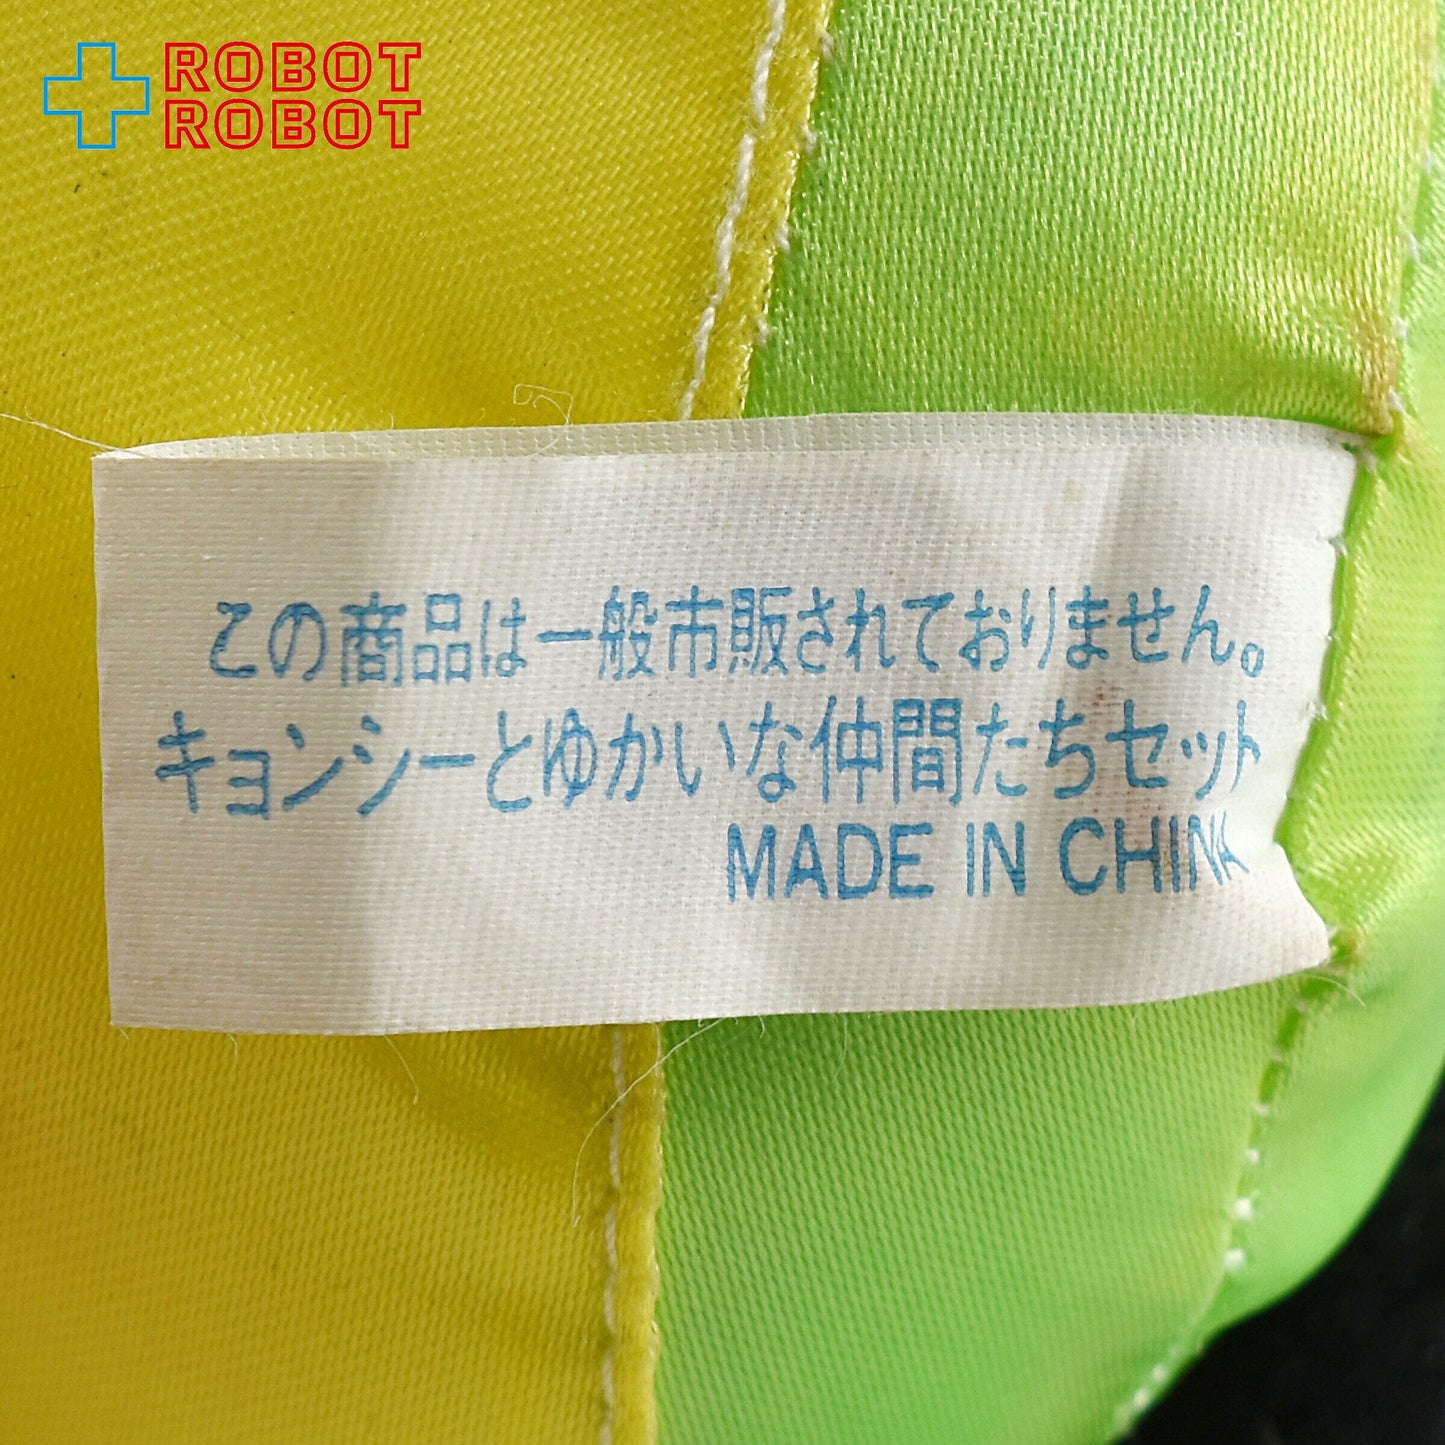 ROBOT
ROBOT
この商品は一般市販されておりません。
キョンシーとゆかいな仲間たちセット
MADE IN CHINA